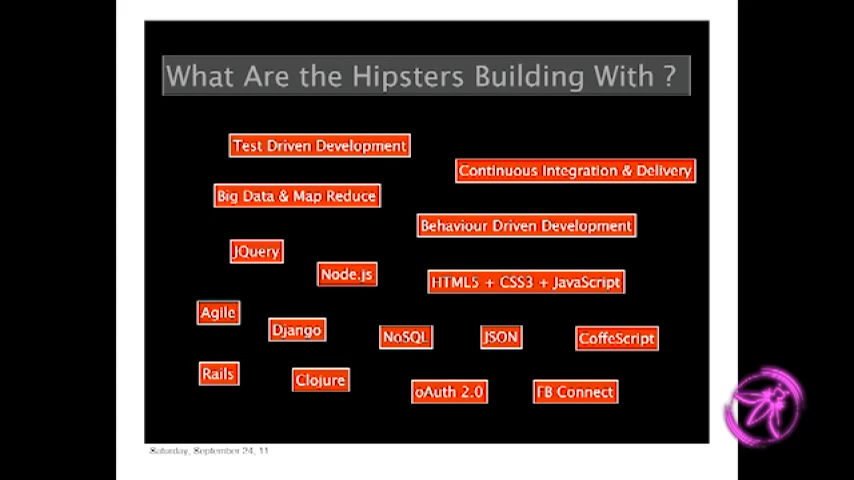 What Are the Hipsters Building With ?
Test Driven Development
Continuous Integration & Delivery
Big Data & Map Reduce
Behaviour Driven Development
JQuery
Node.js
HTML5 + CSS3 + JavaScript
Agile
Django
NoSQL
JSON
CoffeScript
Rails
Clojure
oAuth 2.0
FB Connect
Saturday, September 24, 11